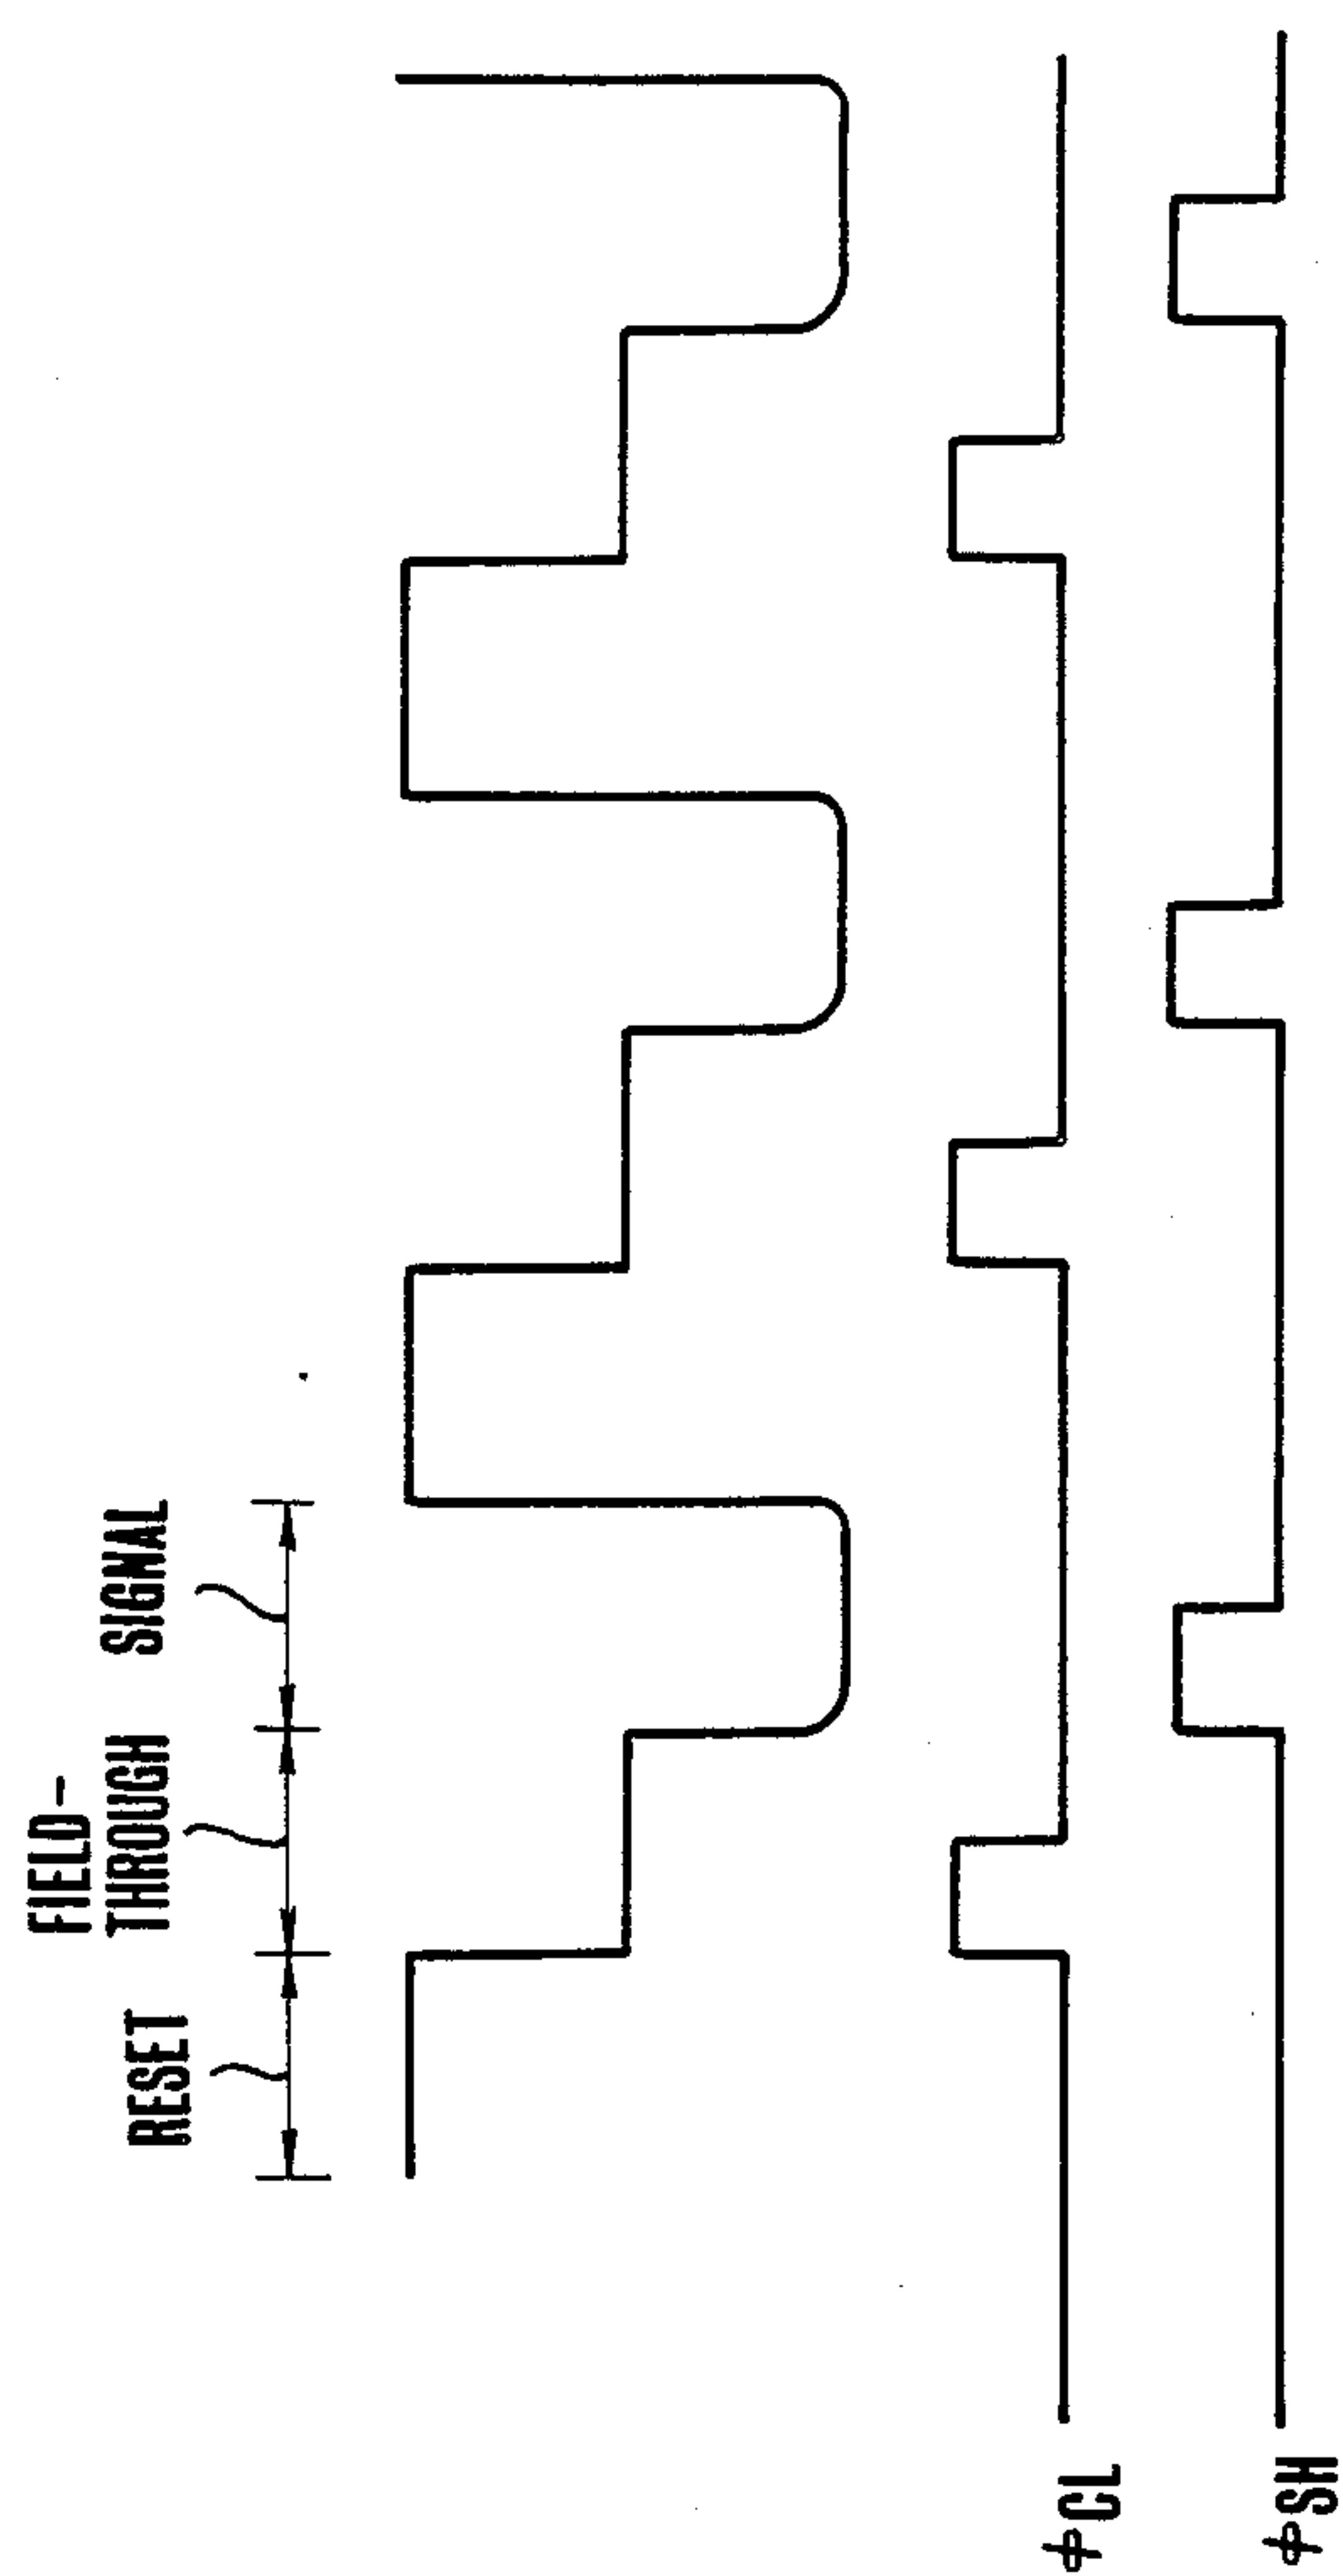 RESET
FIELD-
THROUGH
SIGNAL
ϕCL
ϕSH